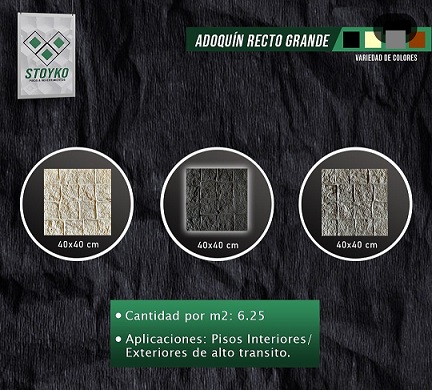 STOYKO
ADOQUÍN RECTO GRANDE
VARIEDAD DE COLORES
40x40 cm
40x40 cm
40x40 cm
Cantidad por m2: 6.25
Aplicaciones: Pisos Interiores/
Exteriores de alto transito.